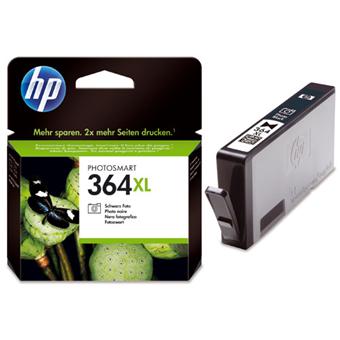 hp
Mehr sparen. 2x mehr Seiten drucken.¹
PHOTOSMART
364XL
Schwarz Foto
Photo noire
Nero fotografico
Fotozwart
hp
364
XL